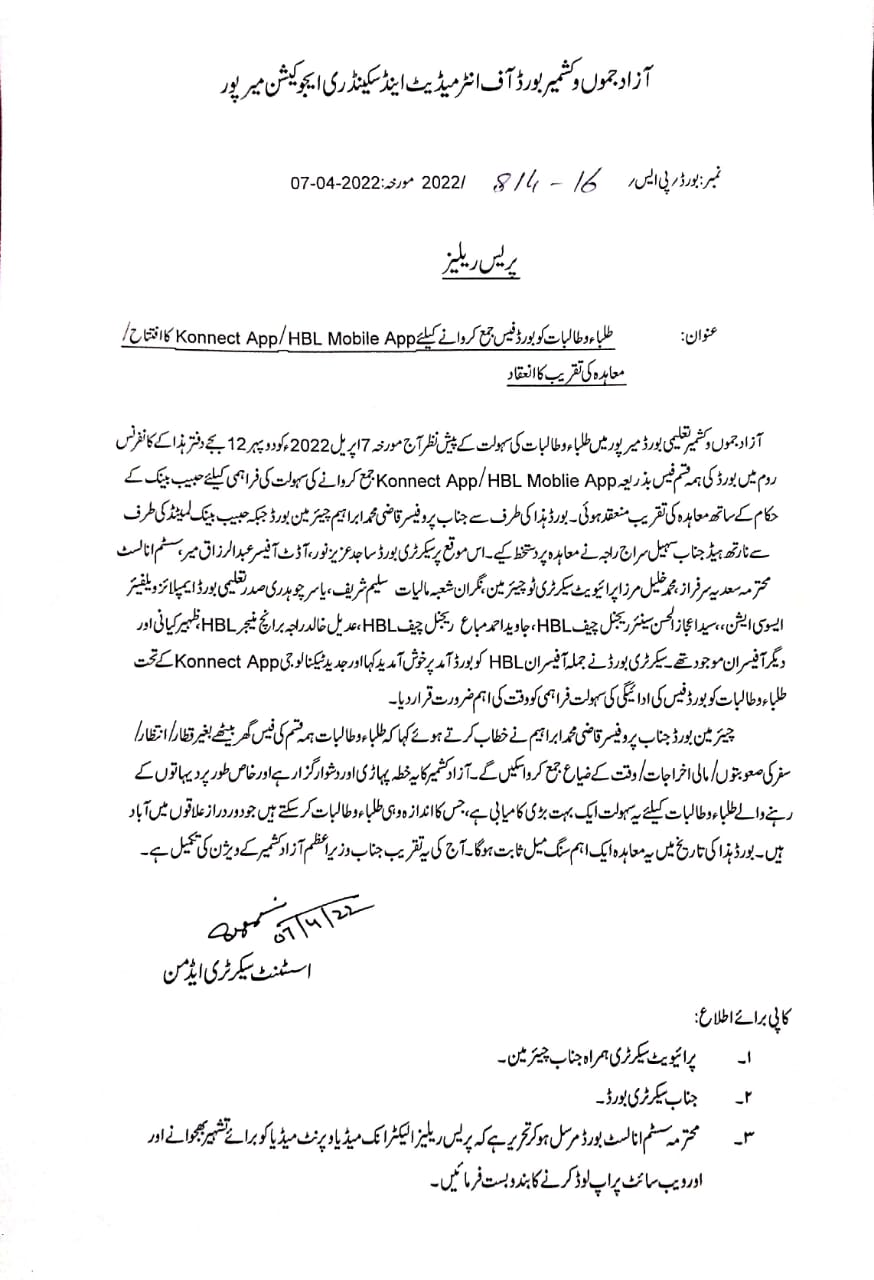 آزاد جموں و کشمیر بورڈ آف انٹرمیڈیٹ اینڈ سکینڈری ایجوکیشن میرپور
نمبر: بورڈ/پی ایس/ 814-16 /2022 مورخہ: 07-04-2022
پریس ریلیز
عنوان: طلباء و طالبات کو بورڈ فیس جمع کروانے کیلئے Konnect App/HBL Mobile App کا افتتاح/
معاہدہ کی تقریب کا انعقاد
آزاد جموں و کشمیر تعلیمی بورڈ میرپور میں طلباء و طالبات کی سہولت کے پیش نظر آج مورخہ 7 اپریل 2022ء کو دوپہر 12 بجے دفتر ہذا کے کانفرنس
روم میں بورڈ کی ہمہ قسم فیس بذریعہ Konnect App/HBL Moblie App جمع کروانے کی سہولت کی فراہمی کیلئے حبیب بینک کے
حکام کے ساتھ معاہدہ کی تقریب منعقد ہوئی۔ بورڈ ہذا کی طرف سے جناب پروفیسر قاضی محمد ابراہیم چیئرمین بورڈ جبکہ حبیب بینک لمیٹڈ کی طرف
سے نارتھ ہیڈ جناب سہیل سراج راجہ نے معاہدہ پر دستخط کیے۔ اس موقع پر سیکرٹری بورڈ ساجد عزیز نور، آڈٹ آفیسر عبدالرزاق میر، سسٹم انالسٹ
محترمہ سعدیہ سرفراز، محمد خلیل مرزا پرائیویٹ سیکرٹری ٹو چیئرمین، نگران شعبہ مالیات سلیم شریف، یاسر چوہدری صدر تعلیمی بورڈ ایمپلائز ویلفیئر
ایسوسی ایشن،، سید اعجاز الحسن سینئر ریجنل چیف HBL، جاوید احمد مباع ریجنل چیف HBL، عدیل خالد راجہ برانچ منیجر HBL، ظہیر کیانی اور
دیگر آفیسران موجود تھے۔ سیکرٹری بورڈ نے جملہ آفیسران HBL کو بورڈ آمد پر خوش آمدید کہا اور جدید ٹیکنالوجی Konnect App کے تحت
طلباء و طالبات کو بورڈ فیس کی ادائیگی کی سہولت فراہمی کو وقت کی اہم ضرورت قرار دیا۔
چیئرمین بورڈ جناب پروفیسر قاضی محمد ابراہیم نے خطاب کرتے ہوئے کہا کہ طلباء و طالبات ہمہ قسم کی فیس گھر بیٹھے بغیر قطار/انتظار/
سفر کی صعوبتوں/مالی اخراجات/وقت کے ضیاع جمع کرواسکیں گے۔ آزاد کشمیر کا یہ خطہ پہاڑی اور دشوار گزار ہے اور خاص طور پر دیہاتوں کے
رہنے والے طلباء و طالبات کیلئے یہ سہولت ایک بہت بڑی کامیابی ہے، جس کا اندازہ وہی طلباء و طالبات کرسکتے ہیں جو دور دراز علاقوں میں آباد
ہیں۔ بورڈ ہذا کی تاریخ میں یہ معاہدہ ایک اہم سنگ میل ثابت ہوگا۔ آج کی یہ تقریب جناب وزیراعظم آزاد کشمیر کے ویژن کی تکمیل ہے۔
07/4/22
اسسٹنٹ سیکرٹری ایڈمن
کاپی برائے اطلاع:
۱۔ پرائیویٹ سیکرٹری ہمراہ جناب چیئرمین۔
۲۔ جناب سیکرٹری بورڈ۔
۳۔ محترمہ سسٹم انالسٹ بورڈ مرسل ہو کر تحریر ہے کہ پریس ریلیز الیکٹرانک میڈیا و پرنٹ میڈیا کو برائے تشہیر بھجوانے اور
اور ویب سائٹ پر اپ لوڈ کرنے کا بندوبست فرمائیں۔